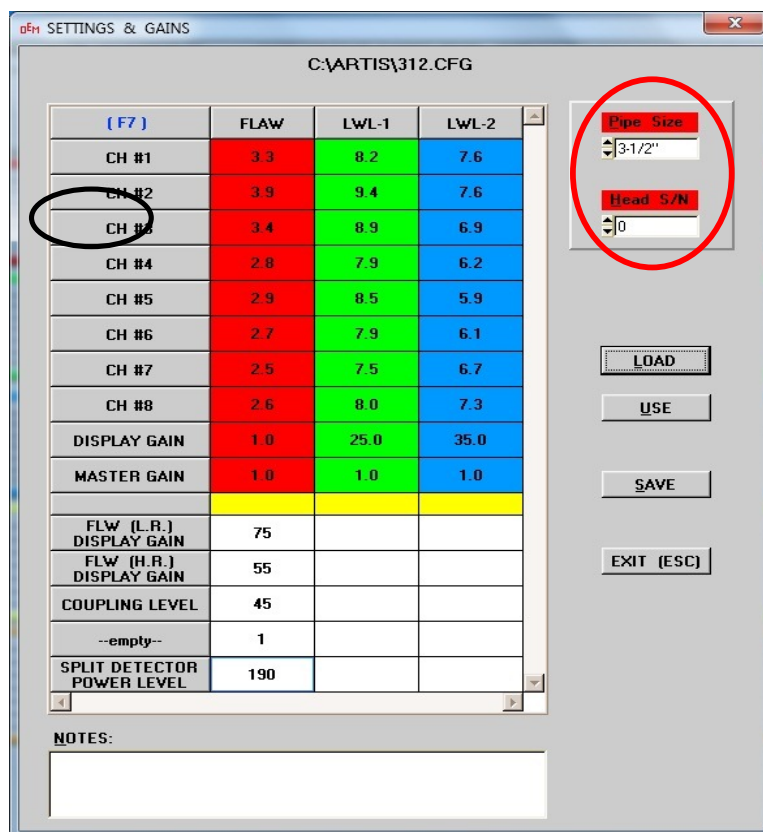 OEM SETTINGS & GAINS
C:\ARTIS\312.CFG
( F7 ) FLAW LWL-1 LWL-2
CH #1 3.3 8.2 7.6
CH #2 3.9 9.4 7.6
CH #3 3.4 8.9 6.9
CH #4 2.8 7.9 6.2
CH #5 2.9 8.5 5.9
CH #6 2.7 7.9 6.1
CH #7 2.5 7.5 6.7
CH #8 2.6 8.0 7.3
DISPLAY GAIN 1.0 25.0 35.0
MASTER GAIN 1.0 1.0 1.0
FLW (L.R.)
DISPLAY GAIN 75
FLW (H.R.)
DISPLAY GAIN 55
COUPLING LEVEL 45
--empty-- 1
SPLIT DETECTOR
POWER LEVEL 190
NOTES:
Pipe Size
3-1/2"
Head S/N
0
LOAD
USE
SAVE
EXIT (ESC)